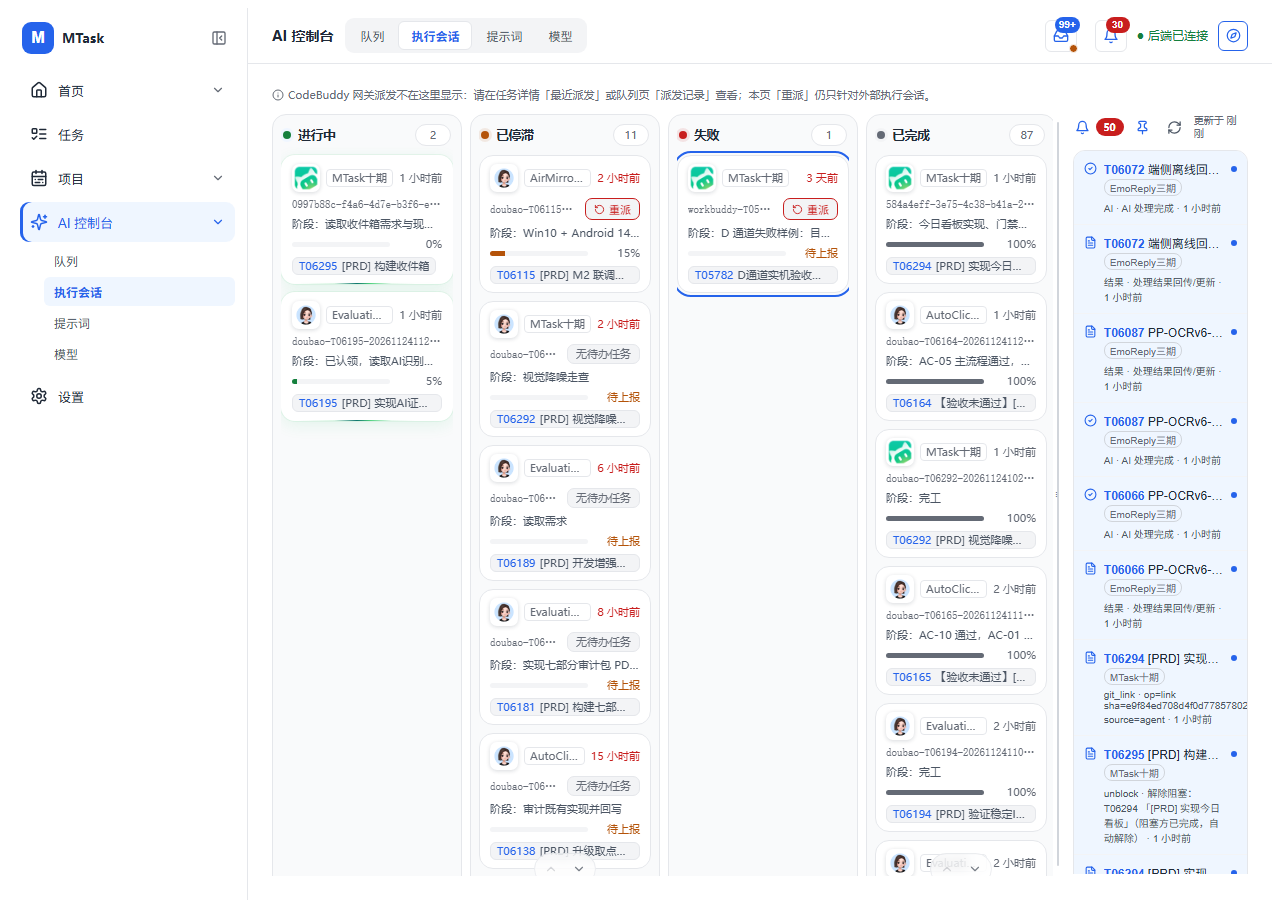 M MTask
首页
任务
项目
AI 控制台
队列
执行会话
提示词
模型
设置
AI 控制台 队列 执行会话 提示词 模型
99+
30
后端已连接
CodeBuddy 网关派发不在这里显示：请在任务详情「最近派发」或队列页「派发记录」查看；本页「重派」仍只针对外部执行会话。
进行中 2
MTask十期 1 小时前
0997b88c-f4a6-4d7e-b3f6-e···
阶段：读取收件箱需求与现...
0%
T06295 [PRD] 构建收件箱
Evaluati... 1 小时前
doubao-T06195-20261124112···
阶段：已认领，读取AI识别...
5%
T06195 [PRD] 实现AI证...
已停滞 11
AirMirro... 2 小时前
doubao-T06115··· 重派
阶段：Win10 + Android 14...
15%
T06115 [PRD] M2 联调...
MTask十期 2 小时前
doubao-T06··· 无待办任务
阶段：视觉降噪走查
待上报
T06292 [PRD] 视觉降噪...
Evaluati... 6 小时前
doubao-T06··· 无待办任务
阶段：读取需求
待上报
T06189 [PRD] 开发增强...
Evaluati... 8 小时前
doubao-T06··· 无待办任务
阶段：实现七部分审计包 PD...
待上报
T06181 [PRD] 构建七部...
AutoCli... 15 小时前
doubao-T06··· 无待办任务
阶段：审计既有实现并回写
待上报
T06138 [PRD] 升级取点...
失败 1
MTask十期 3 天前
workbuddy-T05··· 重派
阶段：D 通道失败样例：目...
待上报
T05782 D通道实机验收...
已完成 87
MTask十期 1 小时前
584a4eff-3e75-4c38-b41a-2···
阶段：今日看板实现、门禁...
100%
T06294 [PRD] 实现今日...
AutoClic... 1 小时前
doubao-T06164-20261124112···
阶段：AC-05 主流程通过，...
100%
T06164 【验收未通过】[...
MTask十期 1 小时前
doubao-T06292-20261124102···
阶段：完工
100%
T06292 [PRD] 视觉降噪...
AutoClic... 2 小时前
doubao-T06165-20261124111···
阶段：AC-10 通过，AC-01 ...
100%
T06165 【验收未通过】[...
Evaluati... 2 小时前
doubao-T06194-20261124110···
阶段：完工
100%
T06194 [PRD] 验证稳定I...
Evaluati... 2 小时前
50
更新于 刚
刚
T06072 端侧离线回...
EmoReply三期
AI · AI 处理完成 · 1 小时前
T06072 端侧离线回...
EmoReply三期
结果 · 处理结果回传/更新 ·
1 小时前
T06087 PP-OCRv6-...
EmoReply三期
结果 · 处理结果回传/更新 ·
1 小时前
T06087 PP-OCRv6-...
EmoReply三期
AI · AI 处理完成 · 1 小时前
T06066 PP-OCRv6-...
EmoReply三期
AI · AI 处理完成 · 1 小时前
T06066 PP-OCRv6-...
EmoReply三期
结果 · 处理结果回传/更新 ·
1 小时前
T06294 [PRD] 实现...
MTask十期
git_link · op=link
sha=e9f84ed708d4f0d77857802
source=agent · 1 小时前
T06295 [PRD] 构建...
MTask十期
unblock · 解除阻塞：
T06294 「[PRD] 实现今日
看板」（阻塞方已完成，自
动解除） · 1 小时前
T06294 [PRD] 实现...